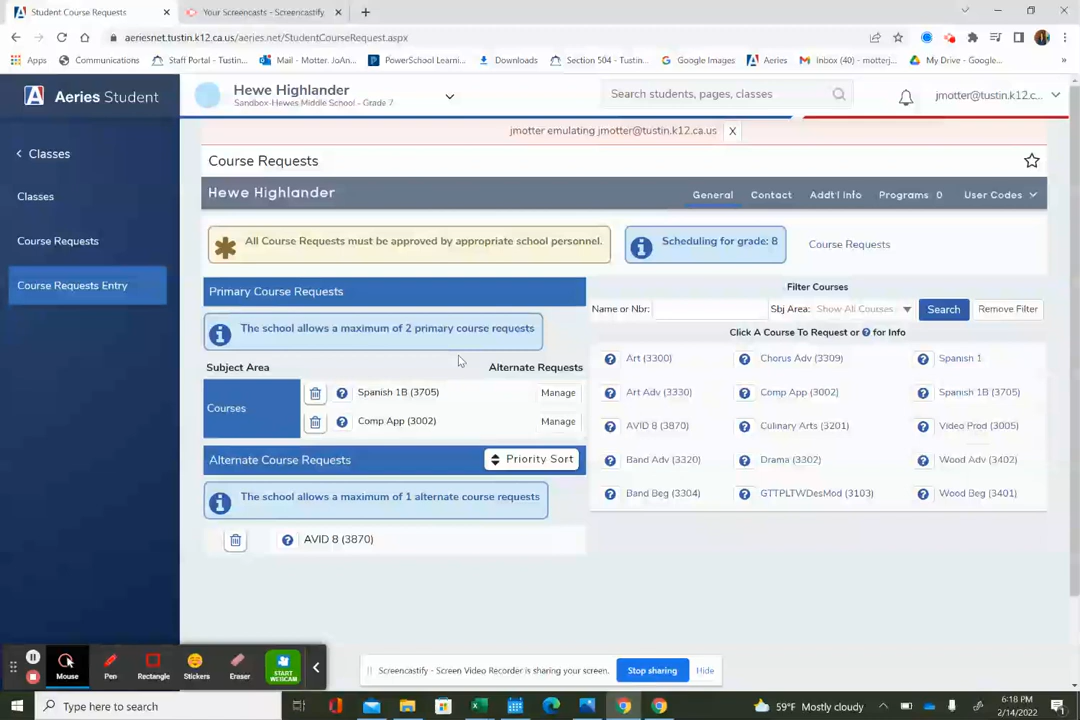 Student Course Requests
Your Screencasts - Screencastify
aeriesnet.tustin.k12.ca.us/aeries.net/StudentCourseRequest.aspx
Apps
Communications
Staff Portal - Tustin...
Mail - Motter. JoAn...
PowerSchool Learni...
Downloads
Section 504 - Tustin...
Google Images
Aeries
Inbox (40) - motterj...
My Drive - Google...
Aeries Student
Hewe Highlander
Sandbox-Hewes Middle School - Grade 7
Search students, pages, classes
jmotter@tustin.k12.c...
jmotter emulating jmotter@tustin.k12.ca.us X
Classes
Classes
Course Requests
Course Requests Entry
Course Requests
Hewe Highlander
General
Contact
Addt'l Info
Programs 0
User Codes
All Course Requests must be approved by appropriate school personnel.
Scheduling for grade: 8
Course Requests
Primary Course Requests
The school allows a maximum of 2 primary course requests
Subject Area
Alternate Requests
Courses
Spanish 1B (3705)
Manage
Comp App (3002)
Manage
Alternate Course Requests
Priority Sort
The school allows a maximum of 1 alternate course requests
AVID 8 (3870)
Filter Courses
Name or Nbr:
Sbj Area: Show All Courses
Search
Remove Filter
Click A Course To Request or ? for Info
Art (3300)
Chorus Adv (3309)
Spanish 1
Art Adv (3330)
Comp App (3002)
Spanish 1B (3705)
AVID 8 (3870)
Culinary Arts (3201)
Video Prod (3005)
Band Adv (3320)
Drama (3302)
Wood Adv (3402)
Band Beg (3304)
GTTPLTWDesMod (3103)
Wood Beg (3401)
Mouse
Pen
Rectangle
Stickers
Eraser
START WEBCAM
Screencastify - Screen Video Recorder is sharing your screen.
Stop sharing
Hide
Type here to search
59°F Mostly cloudy
6:18 PM
2/14/2022